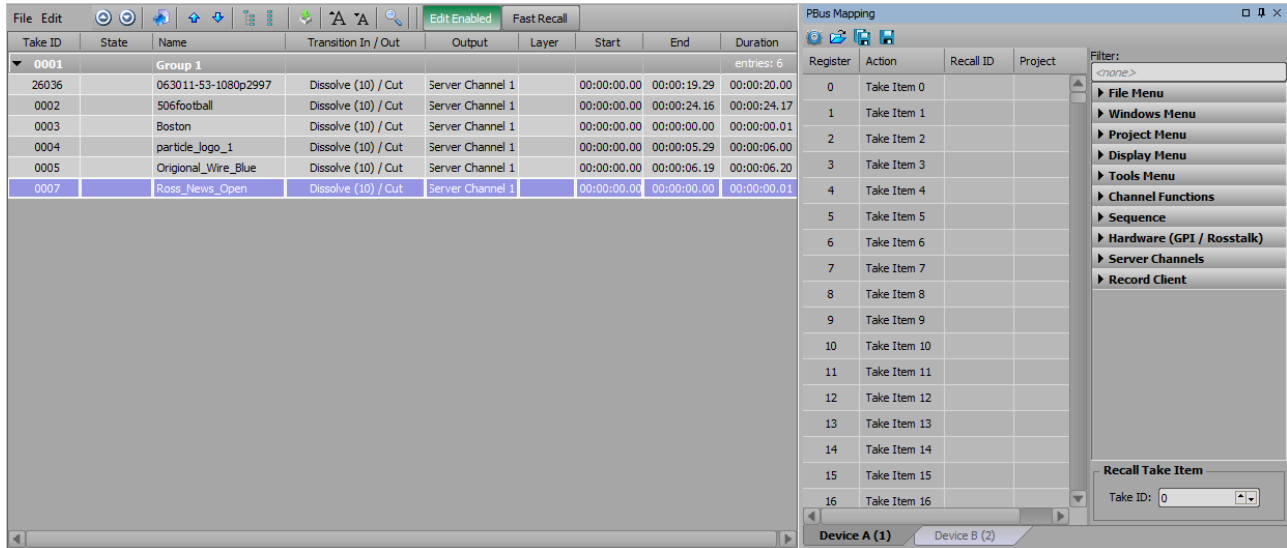 File Edit Edit Enabled Fast Recall
Take ID State Name Transition In / Out Output Layer Start End Duration
0001 Group 1 entries: 6
26036 063011-53-1080p2997 Dissolve (10) / Cut Server Channel 1 00:00:00.00 00:00:19.29 00:00:20.00
0002 506football Dissolve (10) / Cut Server Channel 1 00:00:00.00 00:00:24.16 00:00:24.17
0003 Boston Dissolve (10) / Cut Server Channel 1 00:00:00.00 00:00:00.00 00:00:00.01
0004 particle_logo_1 Dissolve (10) / Cut Server Channel 1 00:00:00.00 00:00:05.29 00:00:06.00
0005 Origional_Wire_Blue Dissolve (10) / Cut Server Channel 1 00:00:00.00 00:00:06.19 00:00:06.20
0007 Ross_News_Open Dissolve (10) / Cut Server Channel 1 00:00:00.00 00:00:00.00 00:00:00.01
PBus Mapping
Register Action Recall ID Project
0 Take Item 0
1 Take Item 1
2 Take Item 2
3 Take Item 3
4 Take Item 4
5 Take Item 5
6 Take Item 6
7 Take Item 7
8 Take Item 8
9 Take Item 9
10 Take Item 10
11 Take Item 11
12 Take Item 12
13 Take Item 13
14 Take Item 14
15 Take Item 15
16 Take Item 16
Device A (1) Device B (2)
Filter:
<none>
File Menu
Windows Menu
Project Menu
Display Menu
Tools Menu
Channel Functions
Sequence
Hardware (GPI / Rosstalk)
Server Channels
Record Client
Recall Take Item
Take ID: 0